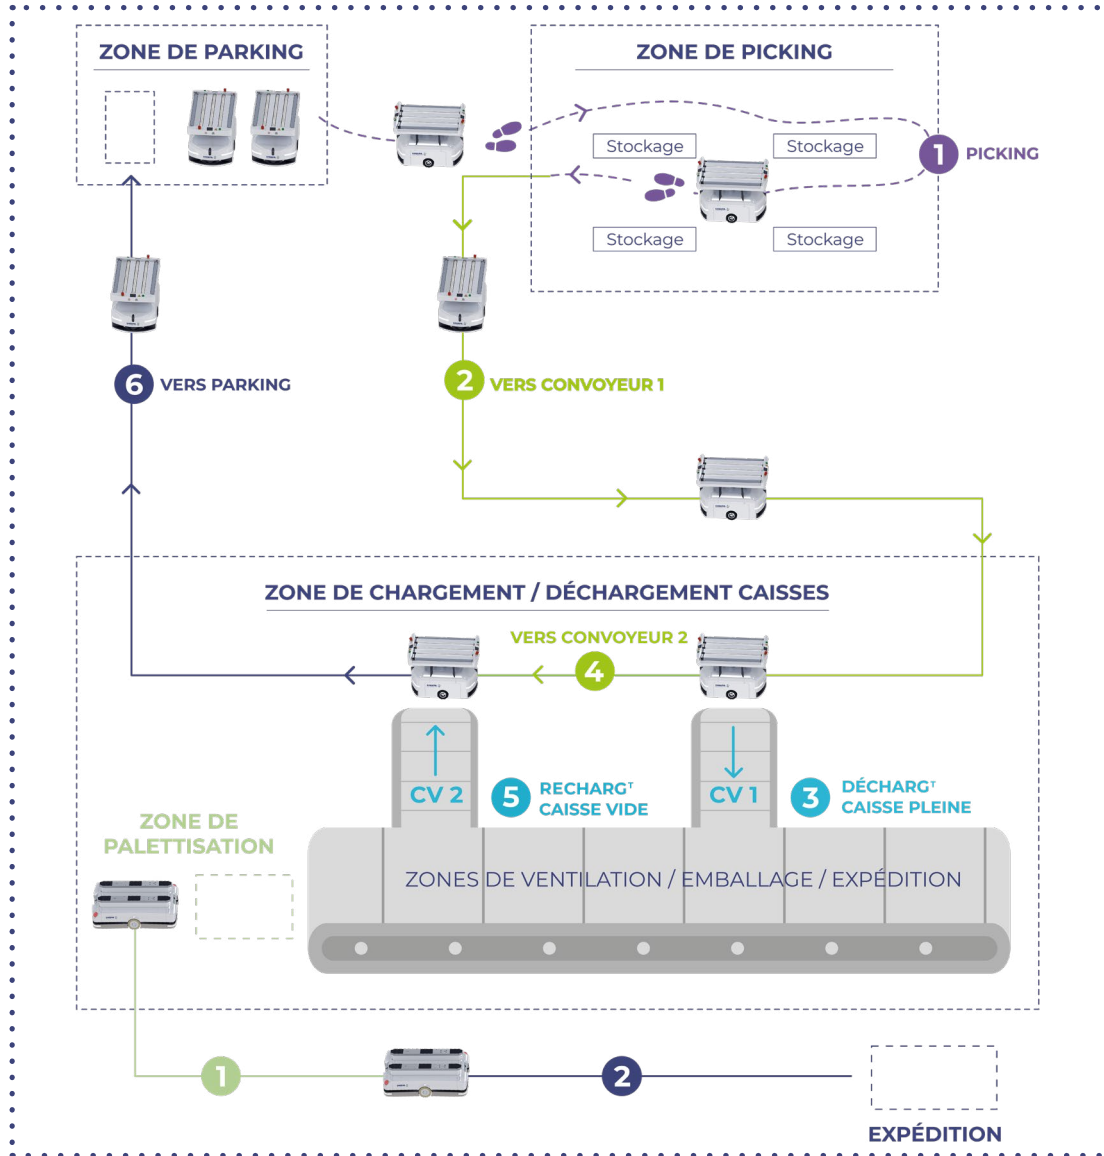 ZONE DE PARKING
ZONE DE PICKING
Stockage
Stockage
1
PICKING
Stockage
Stockage
6
VERS PARKING
2
VERS CONVOYEUR 1
ZONE DE CHARGEMENT / DÉCHARGEMENT CAISSES
VERS CONVOYEUR 2
4
CV 2
5
RECHARGᵀ
CAISSE VIDE
CV 1
3
DÉCHARGᵀ
CAISSE PLEINE
ZONE DE
PALETTISATION
ZONES DE VENTILATION / EMBALLAGE / EXPÉDITION
1
2
EXPÉDITION